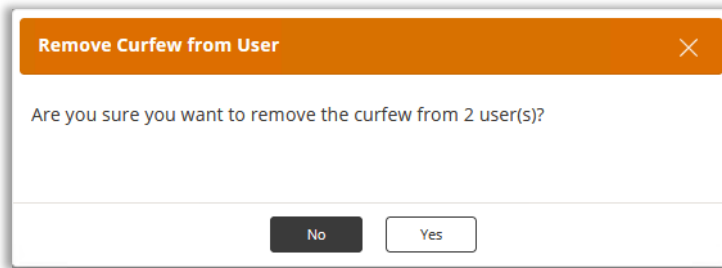 Remove Curfew from User
Are you sure you want to remove the curfew from 2 user(s)?
No
Yes